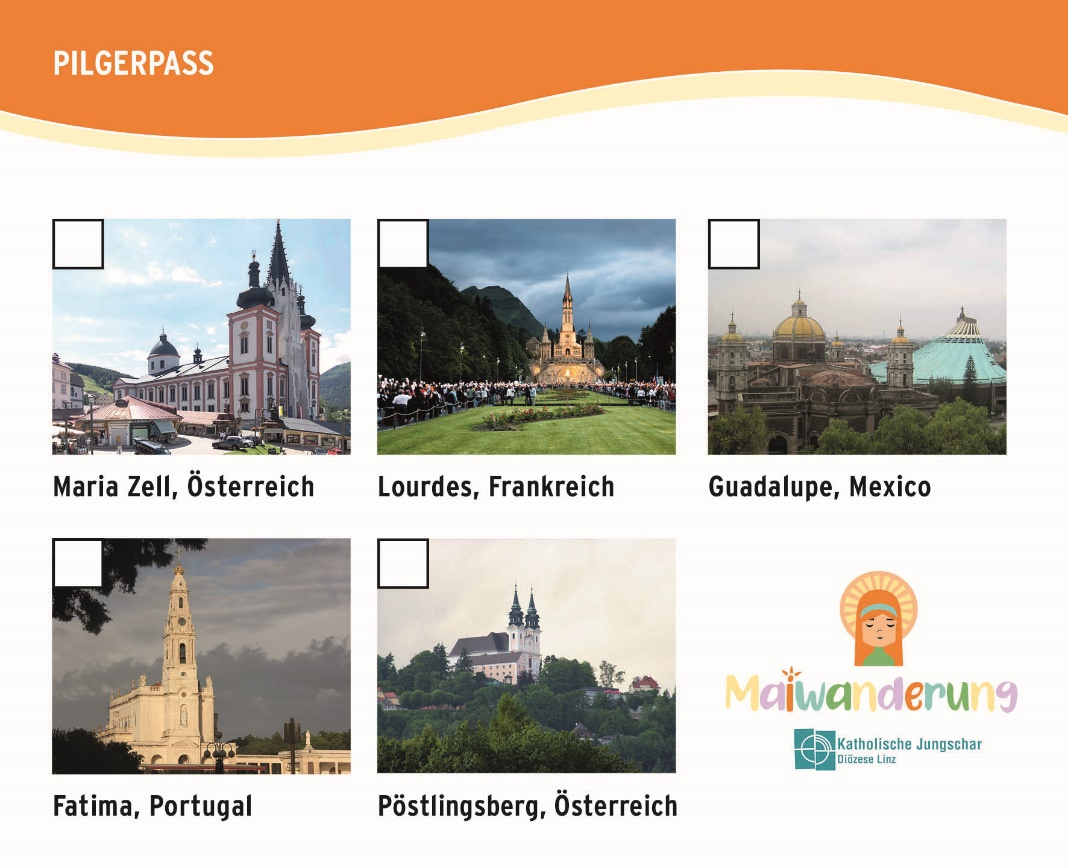 PILGERPASS
Maria Zell, Österreich
Lourdes, Frankreich
Guadalupe, Mexico
Fatima, Portugal
Pöstlingsberg, Österreich
Maiwanderung
Katholische Jungschar
Diözese Linz